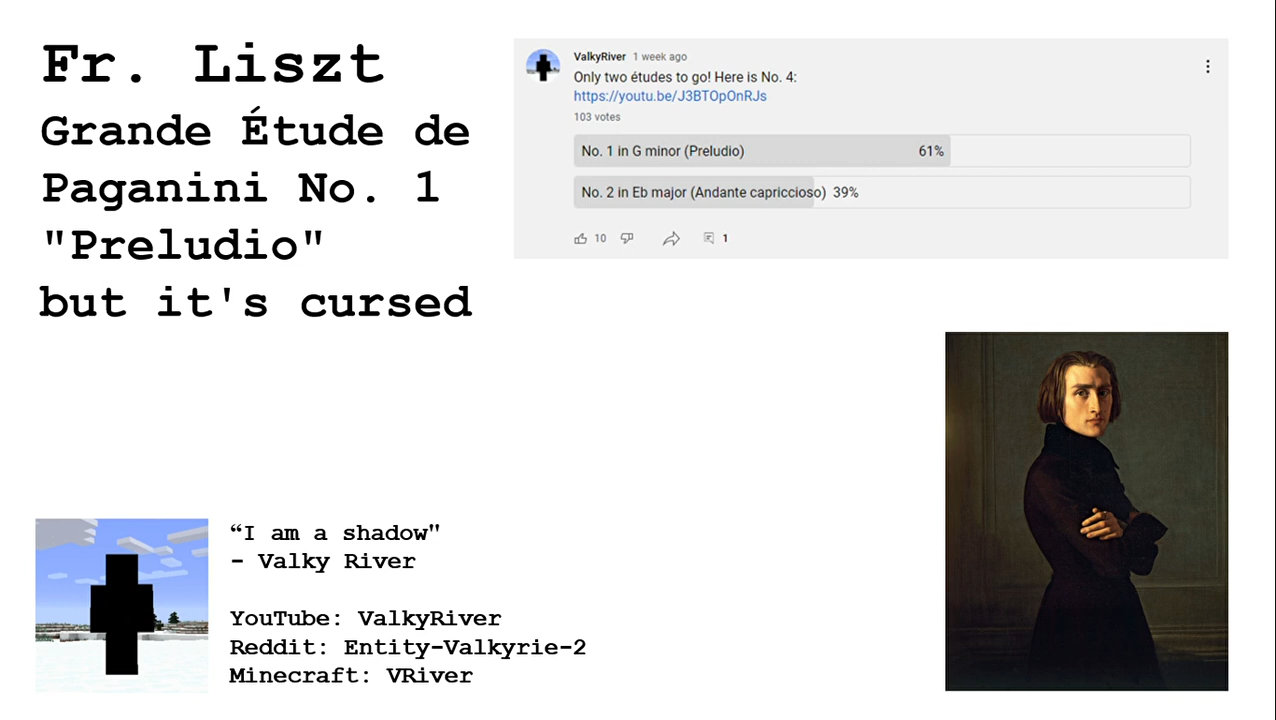 Fr. Liszt
Grande Étude de
Paganini No. 1
"Preludio"
but it's cursed
ValkyRiver 1 week ago
Only two études to go! Here is No. 4:
https://youtu.be/J3BTOpOnRJs
103 votes
No. 1 in G minor (Preludio) 61%
No. 2 in Eb major (Andante capriccioso) 39%
10 1
“I am a shadow"
- Valky River
YouTube: ValkyRiver
Reddit: Entity-Valkyrie-2
Minecraft: VRiver